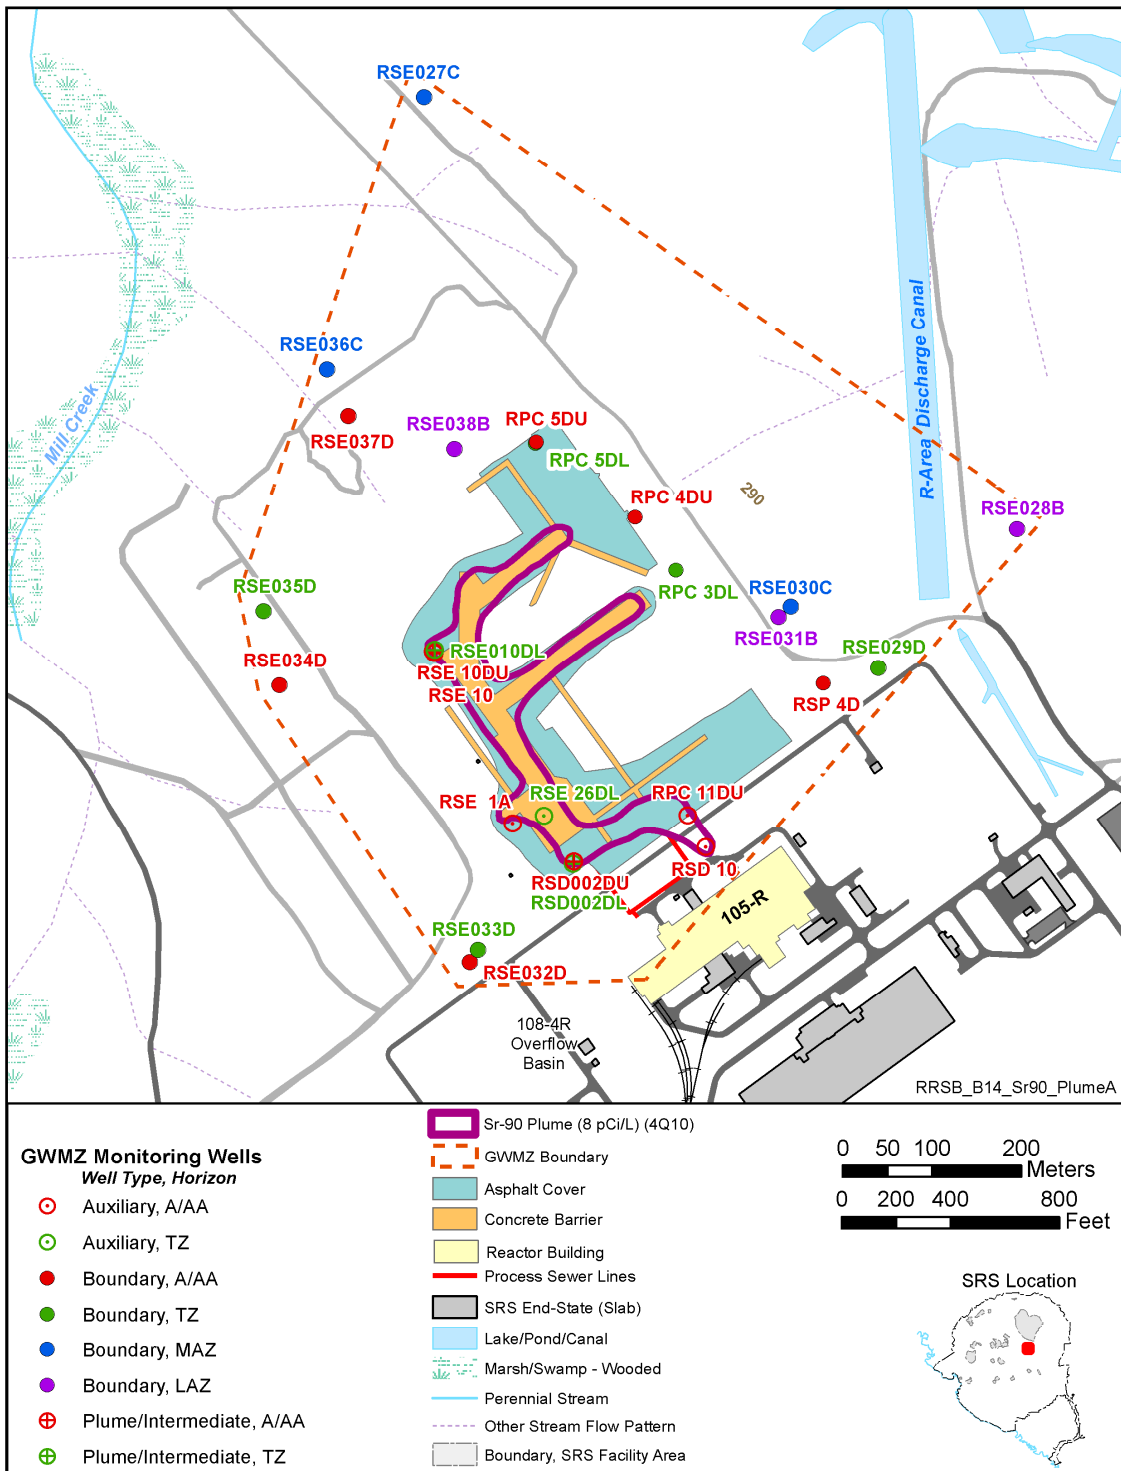 RSE027C
RSE036C
RSE037D
RSE038B
RPC 5DU
RPC 5DL
RPC 4DU
290
RSE028B
R-Area Discharge Canal
Mill Creek
RPC 3DL
RSE035D
RSE030C
RSE031B
RSE029D
RSE034D
RSE010DL
RSE 10DU
RSE 10
RSP 4D
RSE 1A
RSE 26DL
RPC 11DU
RSD 10
RSD002DU
RSD002DL
105-R
RSE033D
RSE032D
108-4R
Overflow
Basin
RRSB_B14_Sr90_PlumeA
GWMZ Monitoring Wells
Well Type, Horizon
Auxiliary, A/AA
Auxiliary, TZ
Boundary, A/AA
Boundary, TZ
Boundary, MAZ
Boundary, LAZ
Plume/Intermediate, A/AA
Plume/Intermediate, TZ
Sr-90 Plume (8 pCi/L) (4Q10)
GWMZ Boundary
Asphalt Cover
Concrete Barrier
Reactor Building
Process Sewer Lines
SRS End-State (Slab)
Lake/Pond/Canal
Marsh/Swamp - Wooded
Perennial Stream
Other Stream Flow Pattern
Boundary, SRS Facility Area
0 50 100 200
Meters
0 200 400 800
Feet
SRS Location